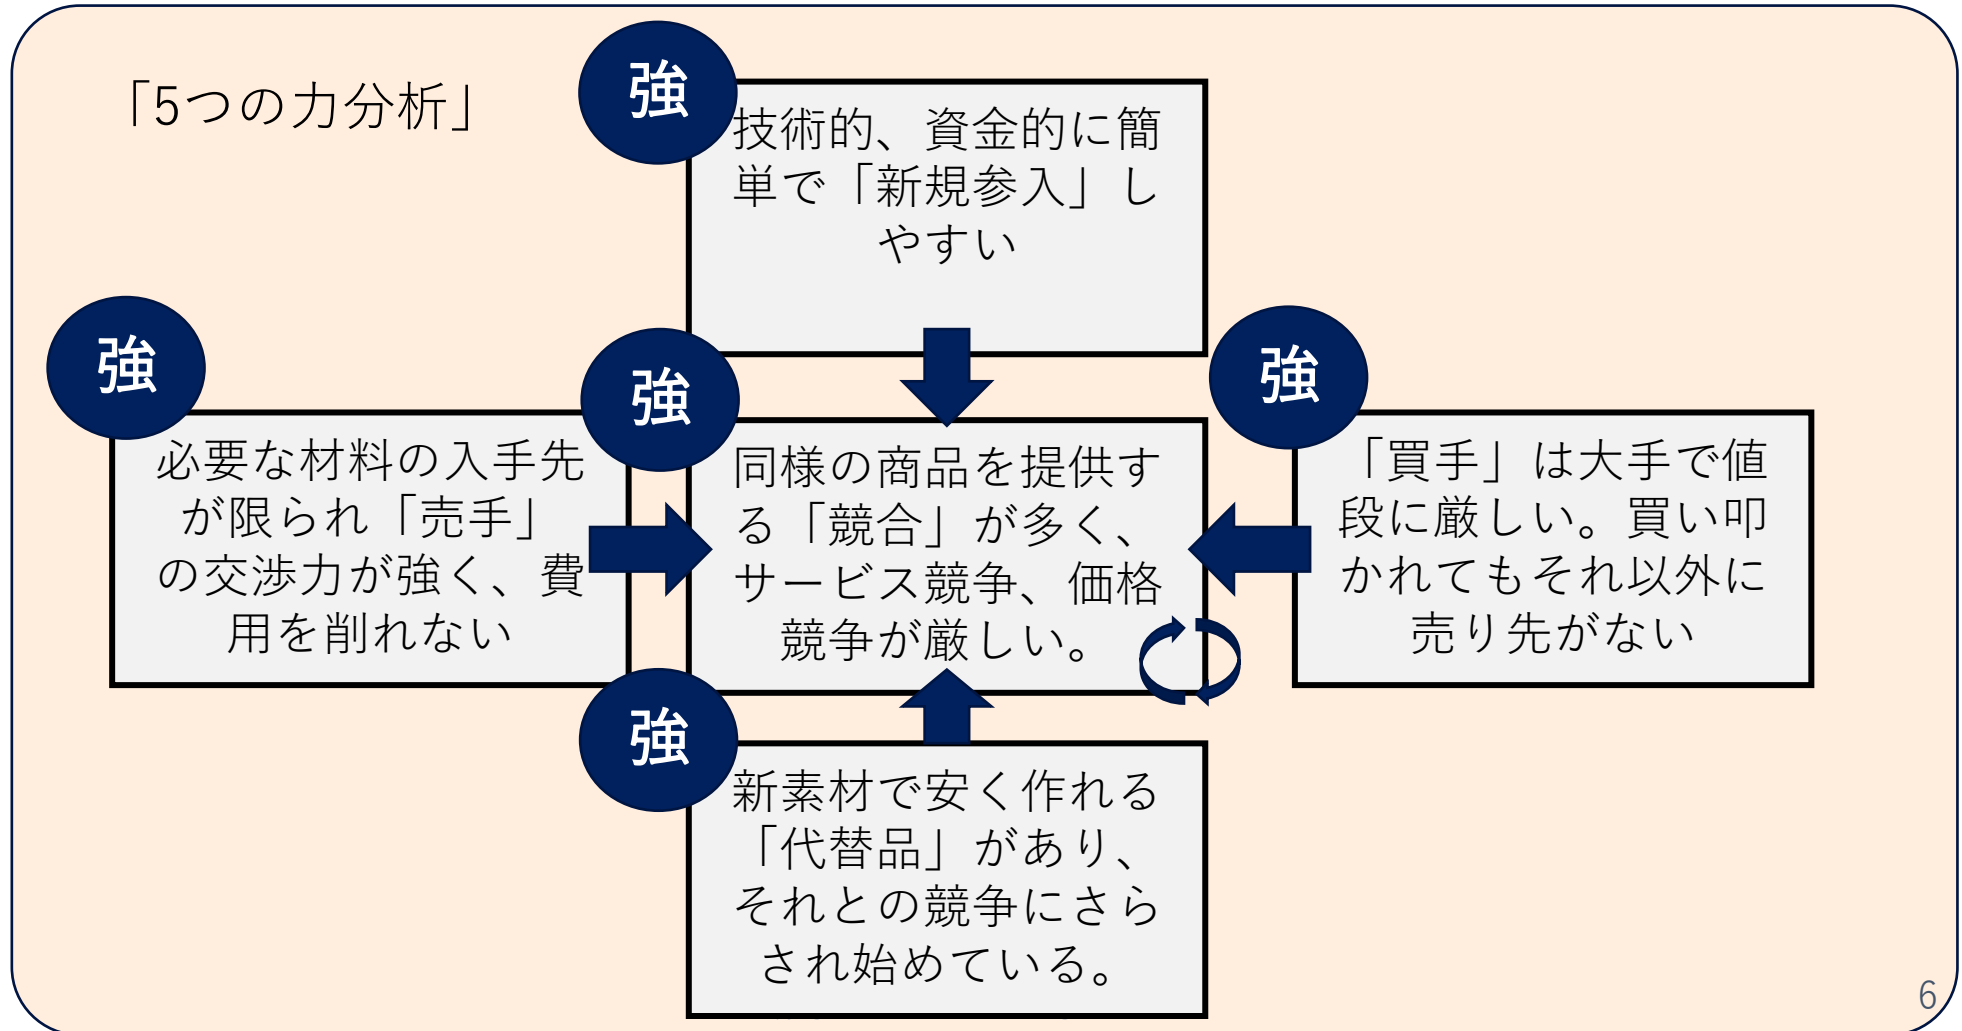 「5つの力分析」
強
技術的、資金的に簡
単で「新規参入」し
やすい
強
必要な材料の入手先
が限られ「売手」
の交渉力が強く、費
用を削れない
強
同様の商品を提供す
る「競合」が多く、
サービス競争、価格
競争が厳しい。
強
「買手」は大手で値
段に厳しい。買い叩
かれてもそれ以外に
売り先がない
強
新素材で安く作れる
「代替品」があり、
それとの競争にさら
され始めている。
6